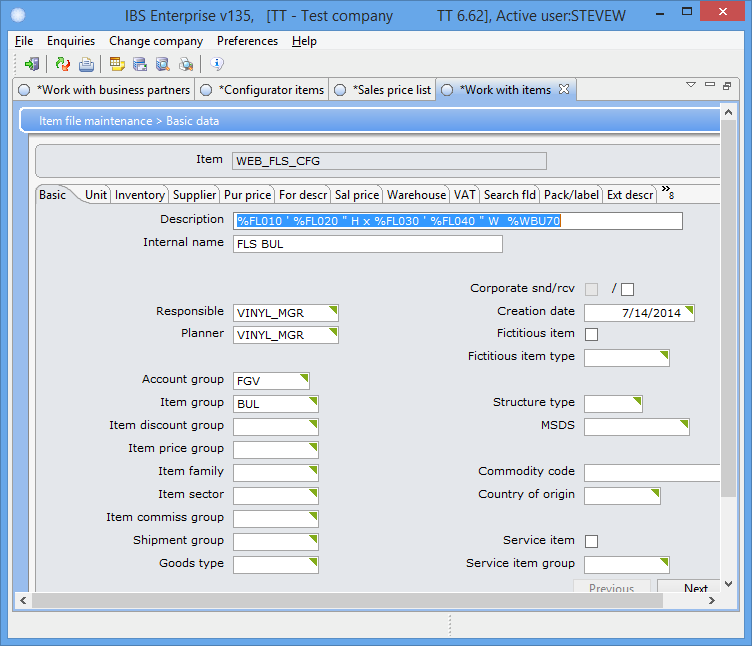 IBS Enterprise v135, [TT - Test company TT 6.62], Active user:STEVEW
File Enquiries Change company Preferences Help
*Work with business partners *Configurator items *Sales price list *Work with items
Item file maintenance > Basic data
Item WEB_FLS_CFG
Basic Unit Inventory Supplier Pur price For descr Sal price Warehouse VAT Search fld Pack/label Ext descr » 8
Description %FL010 ' %FL020 " H x %FL030 ' %FL040 " W %WBU70
Internal name FLS BUL
Corporate snd/rcv /
Responsible VINYL_MGR Creation date 7/14/2014
Planner VINYL_MGR Fictitious item
Fictitious item type
Account group FGV
Item group BUL Structure type
Item discount group MSDS
Item price group
Item family Commodity code
Item sector Country of origin
Item commiss group
Shipment group Service item
Goods type Service item group
Previous Next